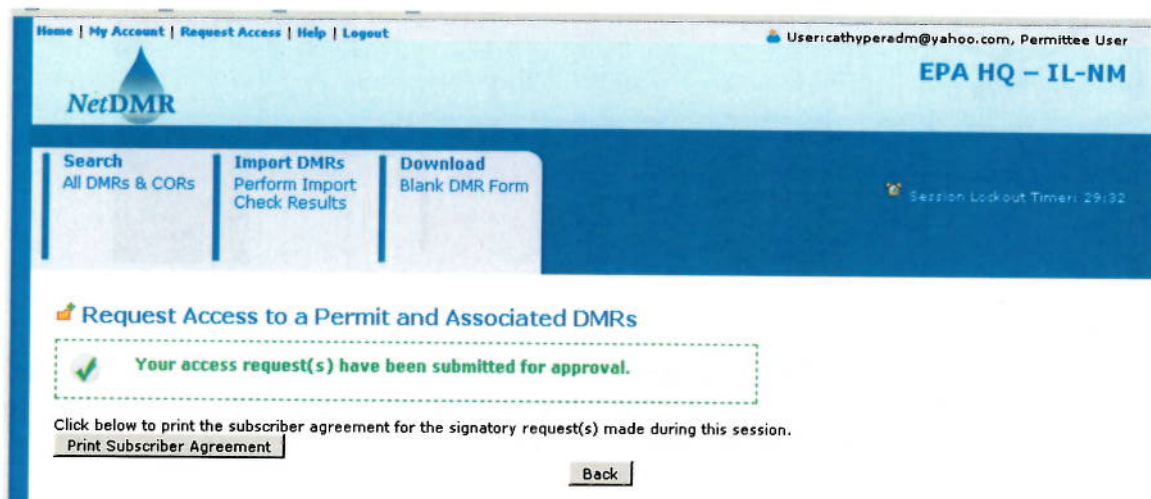 Home | My Account | Request Access | Help | Logout
User:cathyperadm@yahoo.com, Permittee User
NetDMR
EPA HQ – IL-NM
Search
All DMRs & CORs
Import DMRs
Perform Import
Check Results
Download
Blank DMR Form
Session Lockout Timer: 29:32
Request Access to a Permit and Associated DMRs
Your access request(s) have been submitted for approval.
Click below to print the subscriber agreement for the signatory request(s) made during this session.
Print Subscriber Agreement
Back